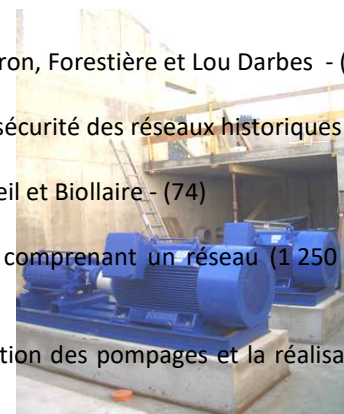 ron, Forestière et Lou Darbes - (
sécurité des réseaux historiques
eil et Biollaire - (74)
comprenant un réseau (1 250
tion des pompages et la réalisa